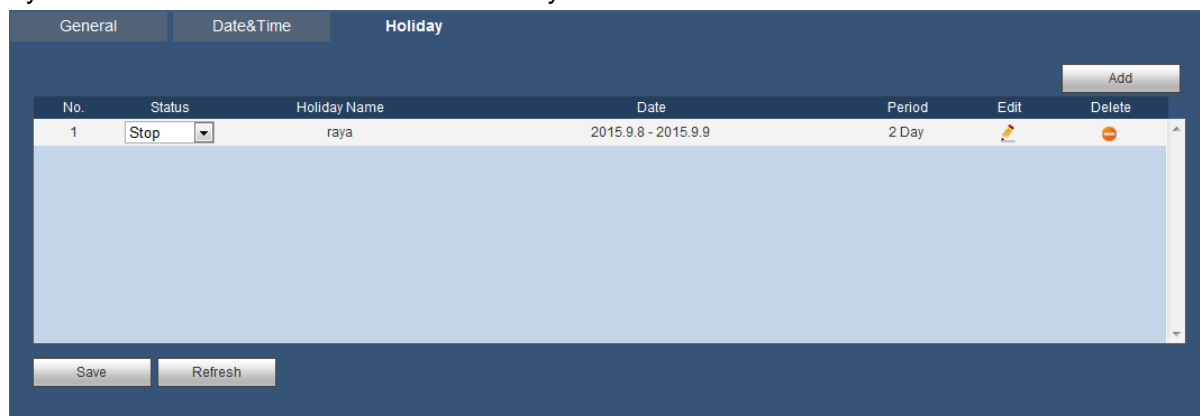 General Date&Time Holiday
Add
No. Status Holiday Name Date Period Edit Delete
1 Stop raya 2015.9.8 - 2015.9.9 2 Day
Save Refresh